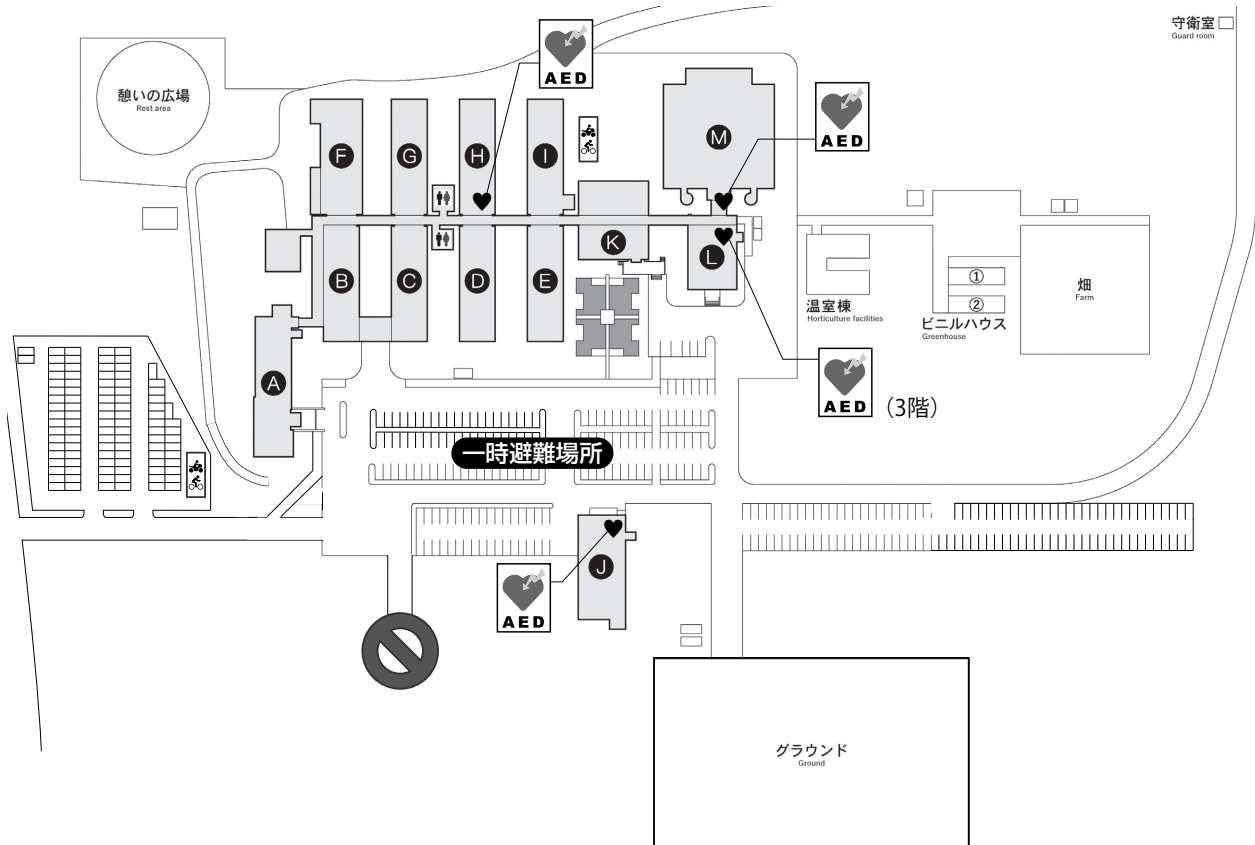 守衛室
Guard room
AED
憩いの広場
Rest area
AED
M
F
G
H
I
K
L
B
C
D
E
①
②
畑
Farm
温室棟
Horticulture facilities
ビニルハウス
Greenhouse
A
AED
(3階)
一時避難場所
J
AED
グラウンド
Ground